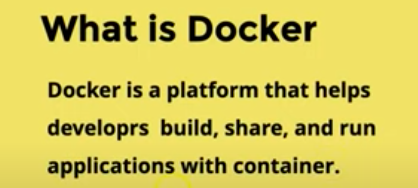 What is Docker
Docker is a platform that helps
developrs build, share, and run
applications with container.